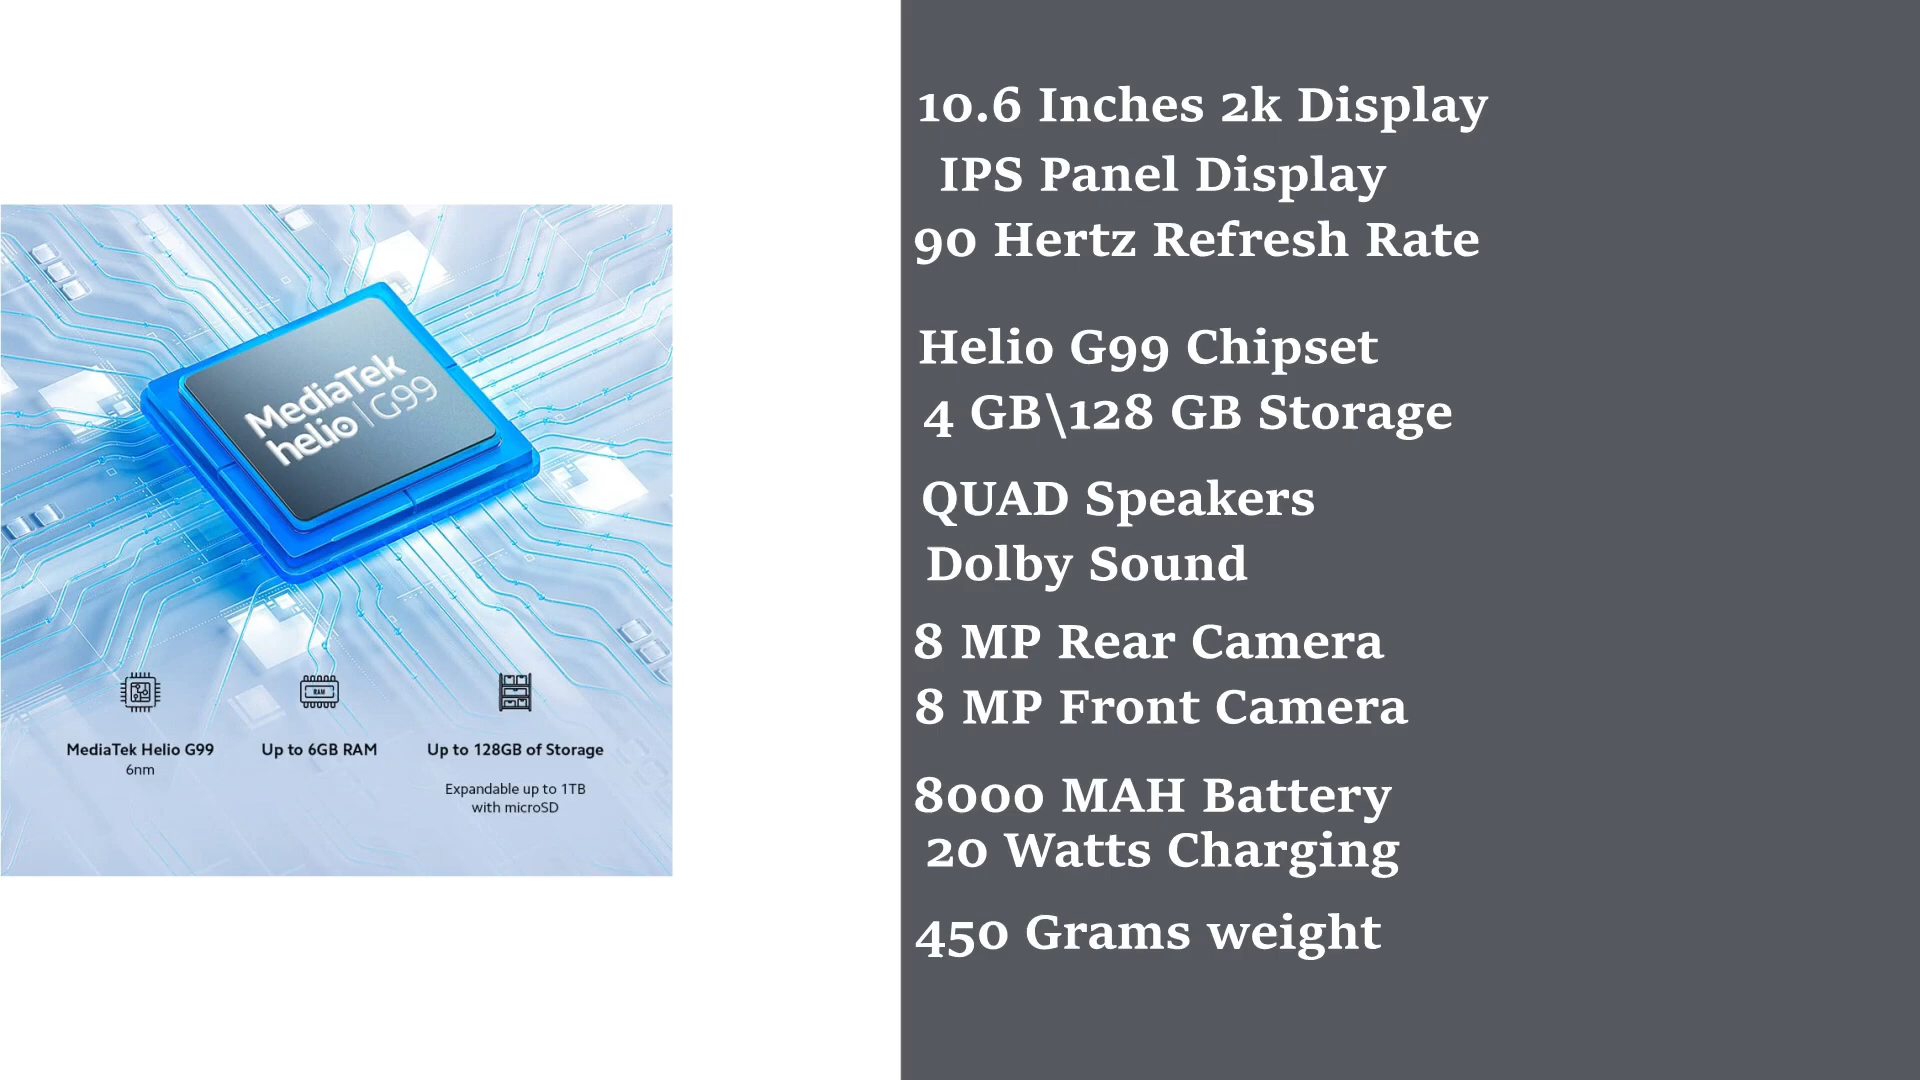 MediaTek
helio G99
RAM
MediaTek Helio G99
6nm
Up to 6GB RAM
Up to 128GB of Storage
Expandable up to 1TB
with microSD
10.6 Inches 2k Display
IPS Panel Display
90 Hertz Refresh Rate
Helio G99 Chipset
4 GB\128 GB Storage
QUAD Speakers
Dolby Sound
8 MP Rear Camera
8 MP Front Camera
8000 MAH Battery
20 Watts Charging
450 Grams weight